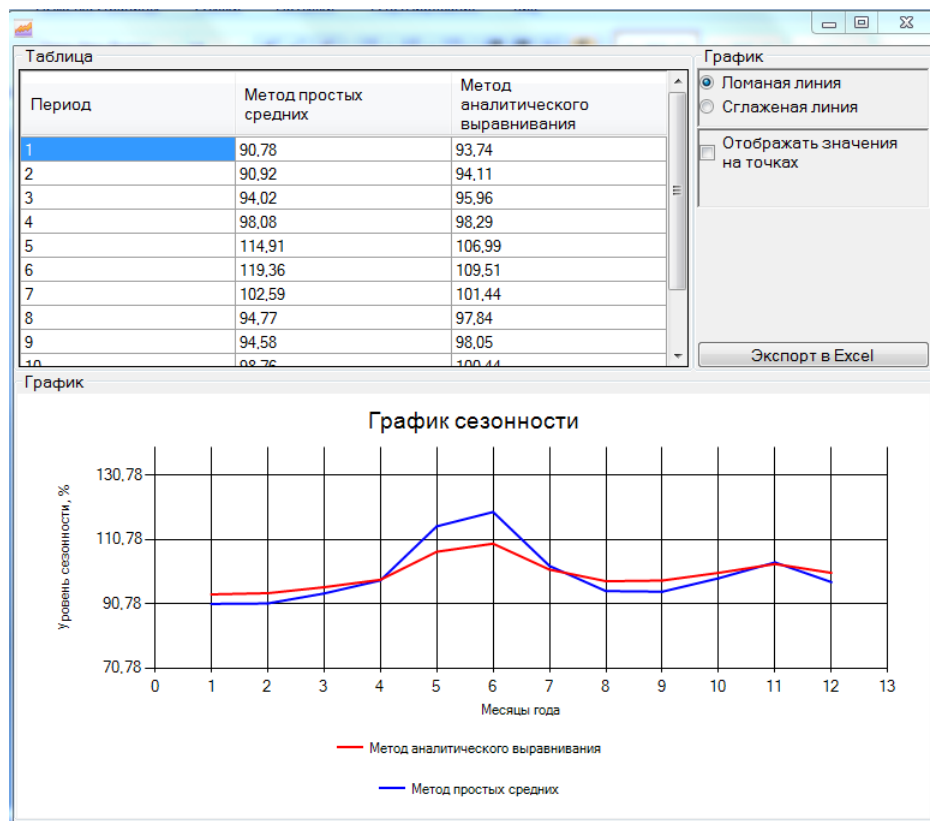 Таблица
Период
Метод простых
средних
Метод
аналитического
выравнивания
1 90,78 93,74
2 90,92 94,11
3 94,02 95,96
4 98,08 98,29
5 114,91 106,99
6 119,36 109,51
7 102,59 101,44
8 94,77 97,84
9 94,58 98,05
10 98,76 100,44
График
Ломаная линия
Сглаженая линия
Отображать значения
на точках
Экспорт в Excel
График
График сезонности
Уровень сезонности, %
130,78
110,78
90,78
70,78
0 1 2 3 4 5 6 7 8 9 10 11 12 13
Месяцы года
Метод аналитического выравнивания
Метод простых средних